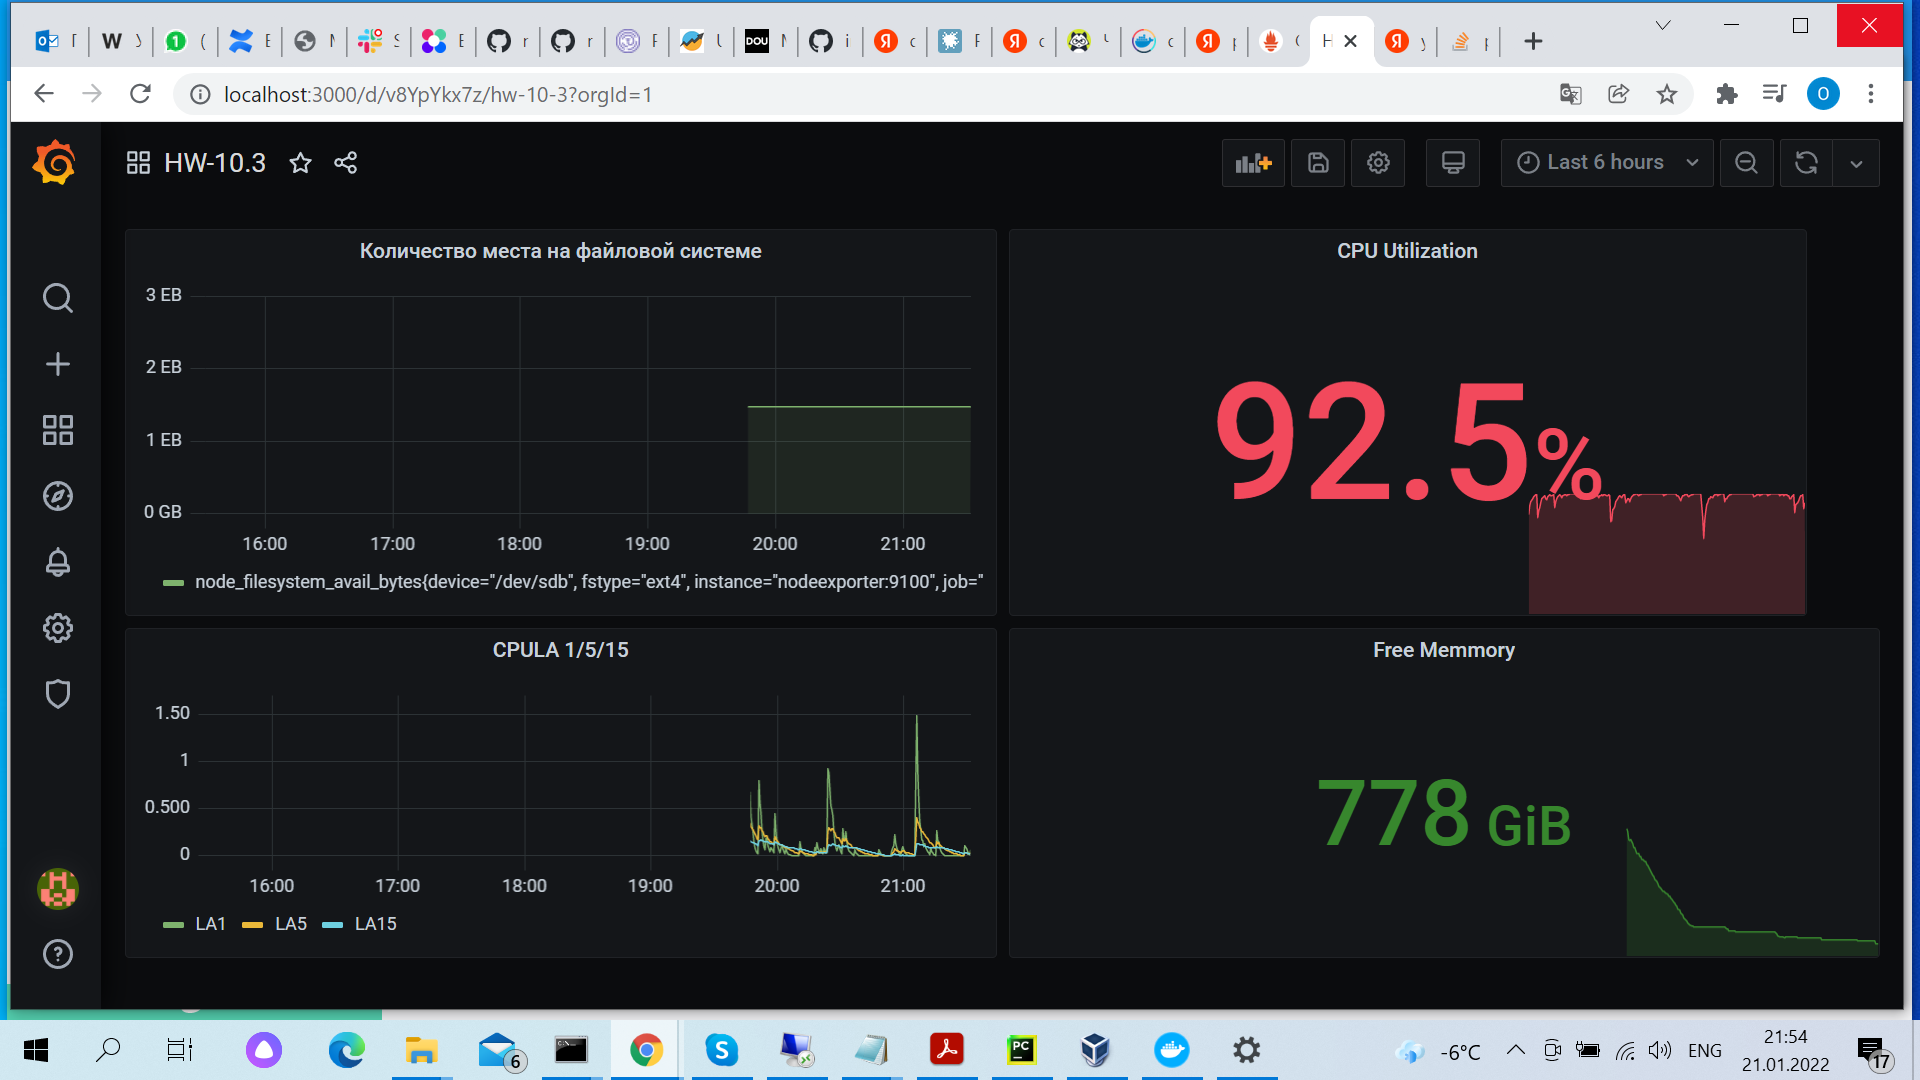 DOU
localhost:3000/d/v8YpYkx7z/hw-10-3?orgId=1
O
HW-10.3
Last 6 hours
Количество места на файловой системе
3 EB
2 EB
1 EB
0 GB
16:00 17:00 18:00 19:00 20:00 21:00
node_filesystem_avail_bytes{device="/dev/sdb", fstype="ext4", instance="nodeexporter:9100", job="
CPU Utilization
92.5%
CPULA 1/5/15
1.50
1
0.500
0
16:00 17:00 18:00 19:00 20:00 21:00
LA1 LA5 LA15
Free Memmory
778 GiB
6
PC
-6°C
ENG
21:54
21.01.2022
17